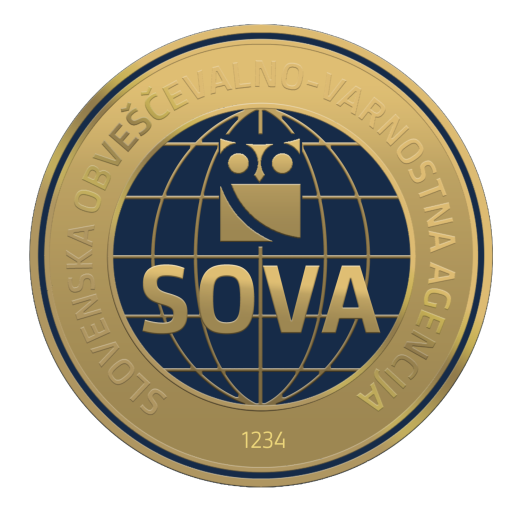 SLOVENSKA OBVEŠČEVALNO-VARNOSTNA AGENCIJA
SOVA
1234